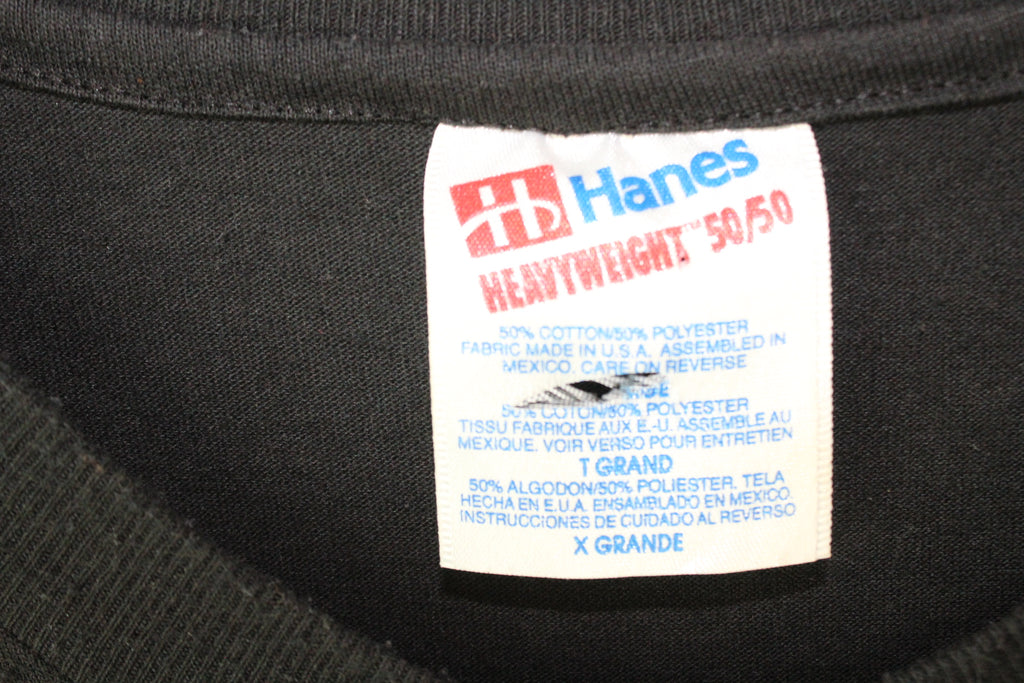 Hanes
HEAVYWEIGHT™ 50/50
50% COTTON/50% POLYESTER
FABRIC MADE IN U.S.A. ASSEMBLED IN
MEXICO. CARE ON REVERSE
50% COTON/50% POLYESTER
TISSU FABRIQUE AUX E.-U. ASSEMBLE AU
MEXIQUE. VOIR VERSO POUR ENTRETIEN
T GRAND
50% ALGODON/50% POLIESTER. TELA
HECHA EN E.U.A. ENSAMBLADO EN MEXICO.
INSTRUCCIONES DE CUIDADO AL REVERSO
X GRANDE